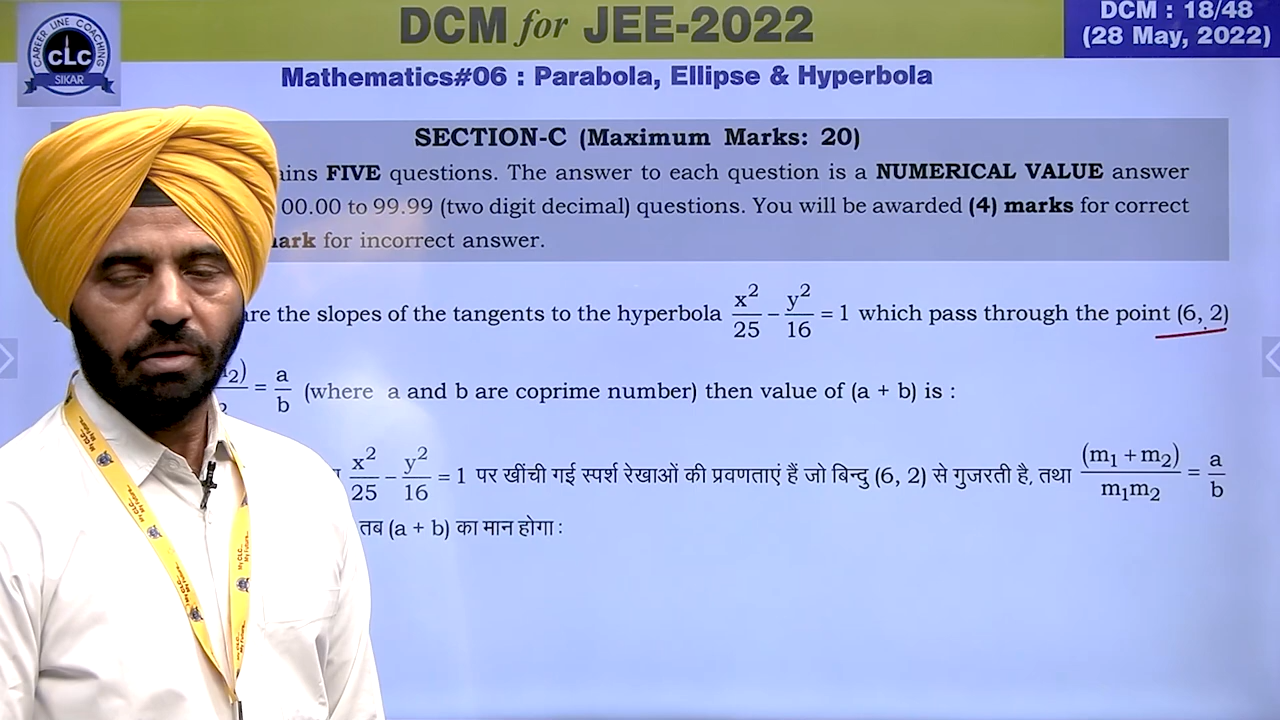 DCM for JEE-2022
DCM : 18/48
(28 May, 2022)
CAREER LINE COACHING
CLC
SIKAR
Mathematics#06 : Parabola, Ellipse & Hyperbola
SECTION-C (Maximum Marks: 20)
FIVE questions. The answer to each question is a NUMERICAL VALUE answer
00.00 to 99.99 (two digit decimal) questions. You will be awarded (4) marks for correct
for incorrect answer.
are the slopes of the tangents to the hyperbola x²/25 − y²/16 = 1 which pass through the point (6, 2)
= a/b (where a and b are coprime number) then value of (a + b) is :
x²/25 − y²/16 = 1 पर खींची गई स्पर्श रेखाओं की प्रवणताएं हैं जो बिन्दु (6, 2) से गुजरती है, तथा (m₁ + m₂)/m₁m₂ = a/b
तब (a + b) का मान होगा :